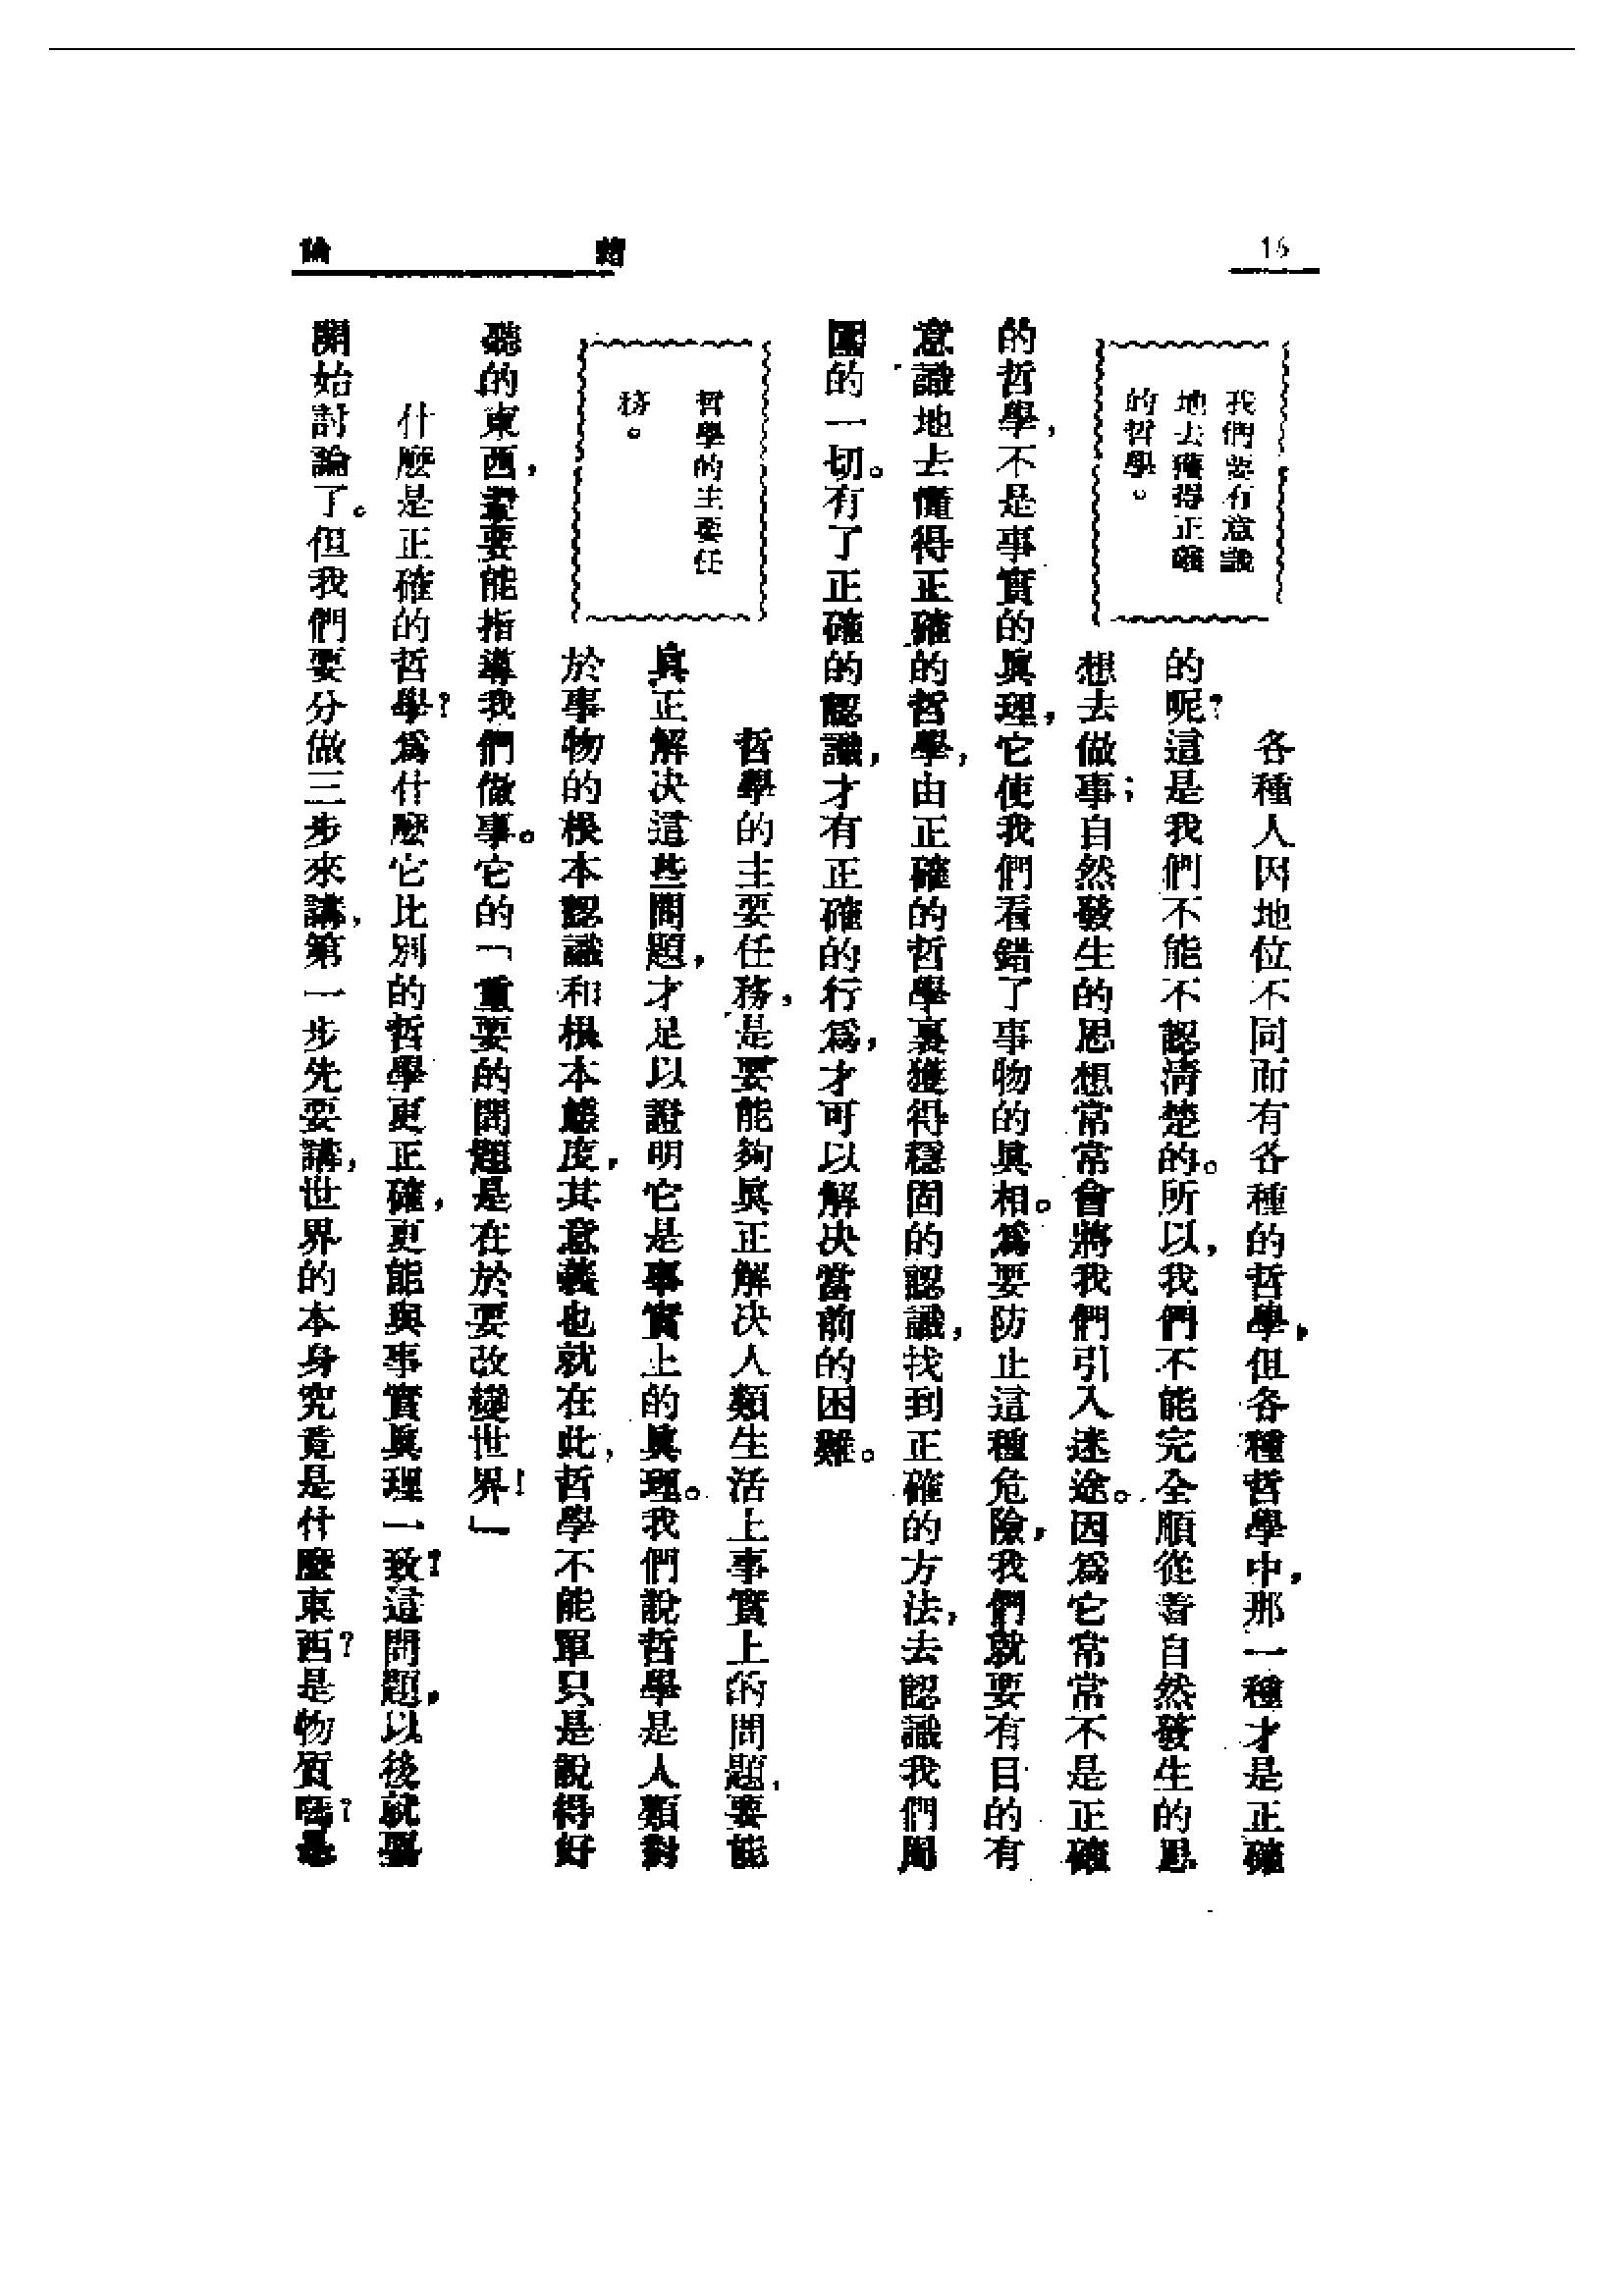 16
緒論
我們要有意識
地去獲得正確
的哲學。
各種人因地位不同而有各種的哲學，但各種哲學中，那一種才是正確
的呢？這是我們不能不認清楚的。所以，我們不能完全順從着自然發生的思
想去做事；自然發生的思想常常會將我們引入迷途。因爲它常常不是正確
的哲學，不是事實的眞理，它使我們看錯了事物的眞相。爲要防止這種危險，我們就要有目的有
意識地去懂得正確的哲學，由正確的哲學裏獲得穩固的認識，找到正確的方法，去認識我們周
圍的一切。有了正確的認識，才有正確的行爲，才可以解決當前的困難。
哲學的主要任
務。
哲學的主要任務，是要能夠眞正解決人類生活上事實上的問題，要能
眞正解決這些問題，才足以證明它是事實上的眞理。我們說哲學是人類對
於事物的根本認識和根本態度，其意義也就在此，哲學不能單只是說得好
聽的東西，還要能指導我們做事。它的「重要的問題是在於要改變世界！」
什麼是正確的哲學？爲什麼它比別的哲學更正確，更能與事實眞理一致？這問題，以後就要
開始討論了。但我們要分做三步來講，第一步先要講，世界的本身究竟是什麼東西？是物質嗎？是